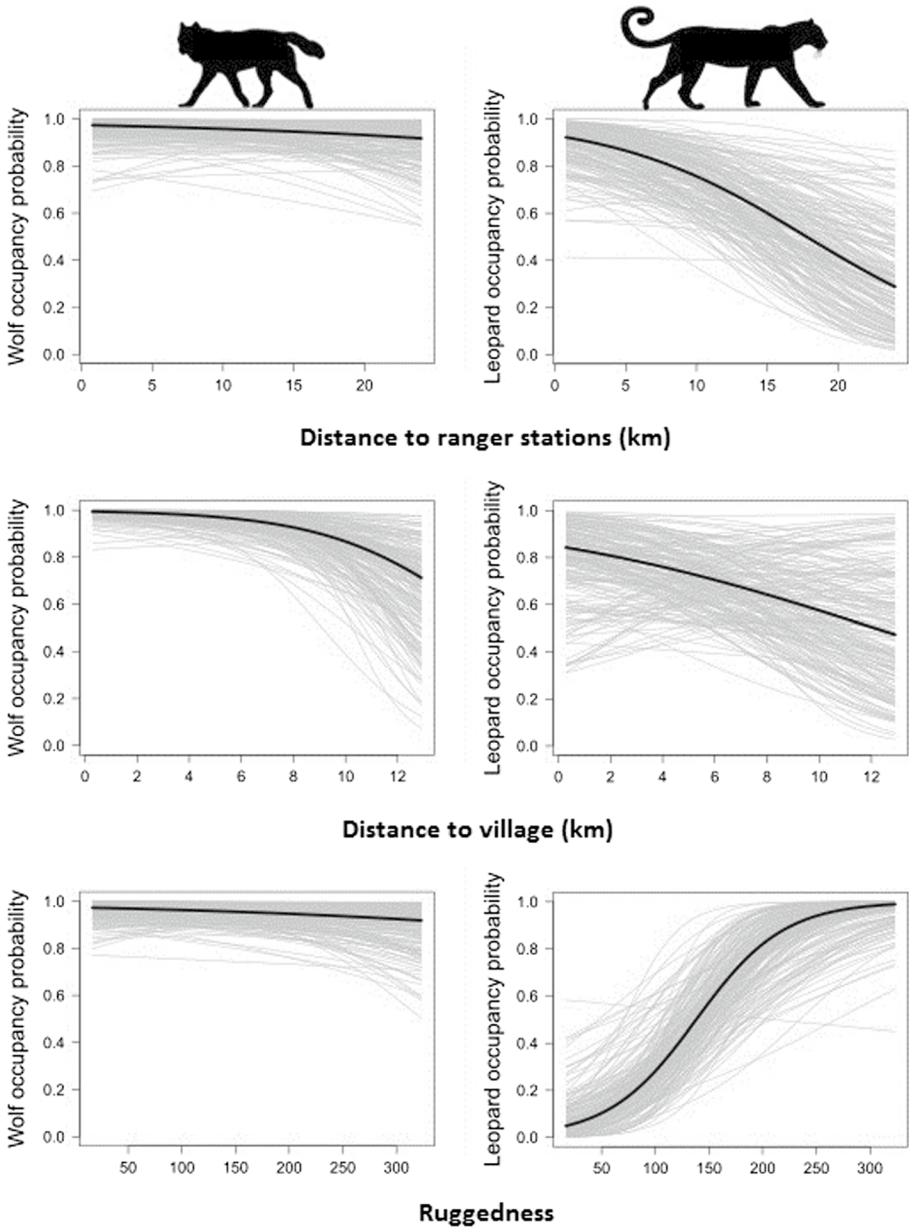 Wolf occupancy probability
1.0
0.8
0.6
0.4
0.2
0.0
0 5 10 15 20
Leopard occupancy probability
1.0
0.8
0.6
0.4
0.2
0.0
0 5 10 15 20
Distance to ranger stations (km)
Wolf occupancy probability
1.0
0.8
0.6
0.4
0.2
0.0
0 2 4 6 8 10 12
Leopard occupancy probability
1.0
0.8
0.6
0.4
0.2
0.0
0 2 4 6 8 10 12
Distance to village (km)
Wolf occupancy probability
1.0
0.8
0.6
0.4
0.2
0.0
50 100 150 200 250 300
Leopard occupancy probability
1.0
0.8
0.6
0.4
0.2
0.0
50 100 150 200 250 300
Ruggedness